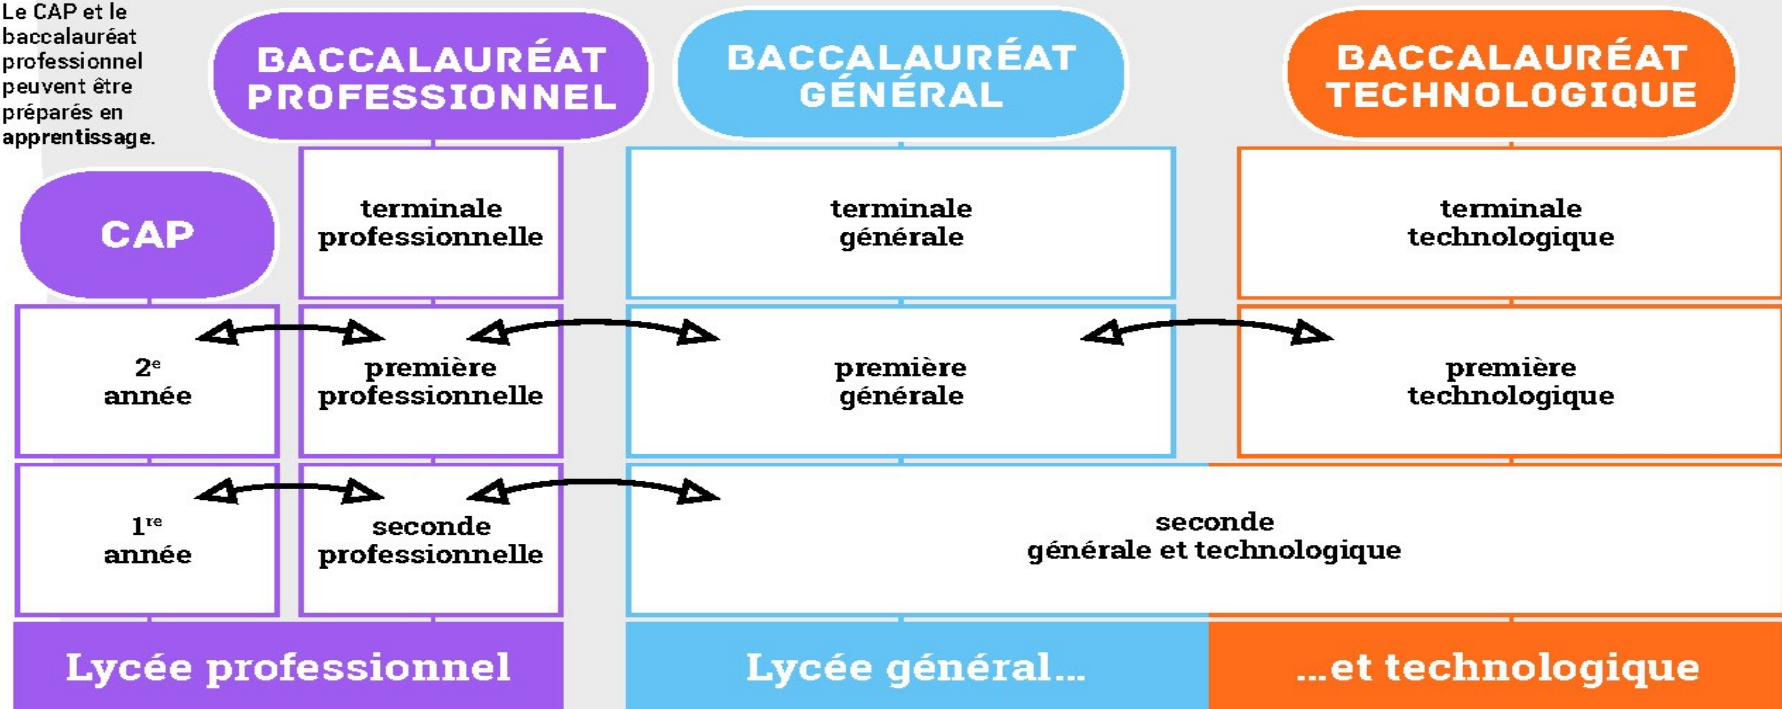 Le CAP et le
baccalauréat
professionnel
peuvent être
préparés en
apprentissage.
BACCALAURÉAT
PROFESSIONNEL
BACCALAURÉAT
GÉNÉRAL
BACCALAURÉAT
TECHNOLOGIQUE
CAP
terminale
professionnelle
terminale
générale
terminale
technologique
2e
année
première
professionnelle
première
générale
première
technologique
1re
année
seconde
professionnelle
seconde
générale et technologique
Lycée professionnel
Lycée général...
...et technologique